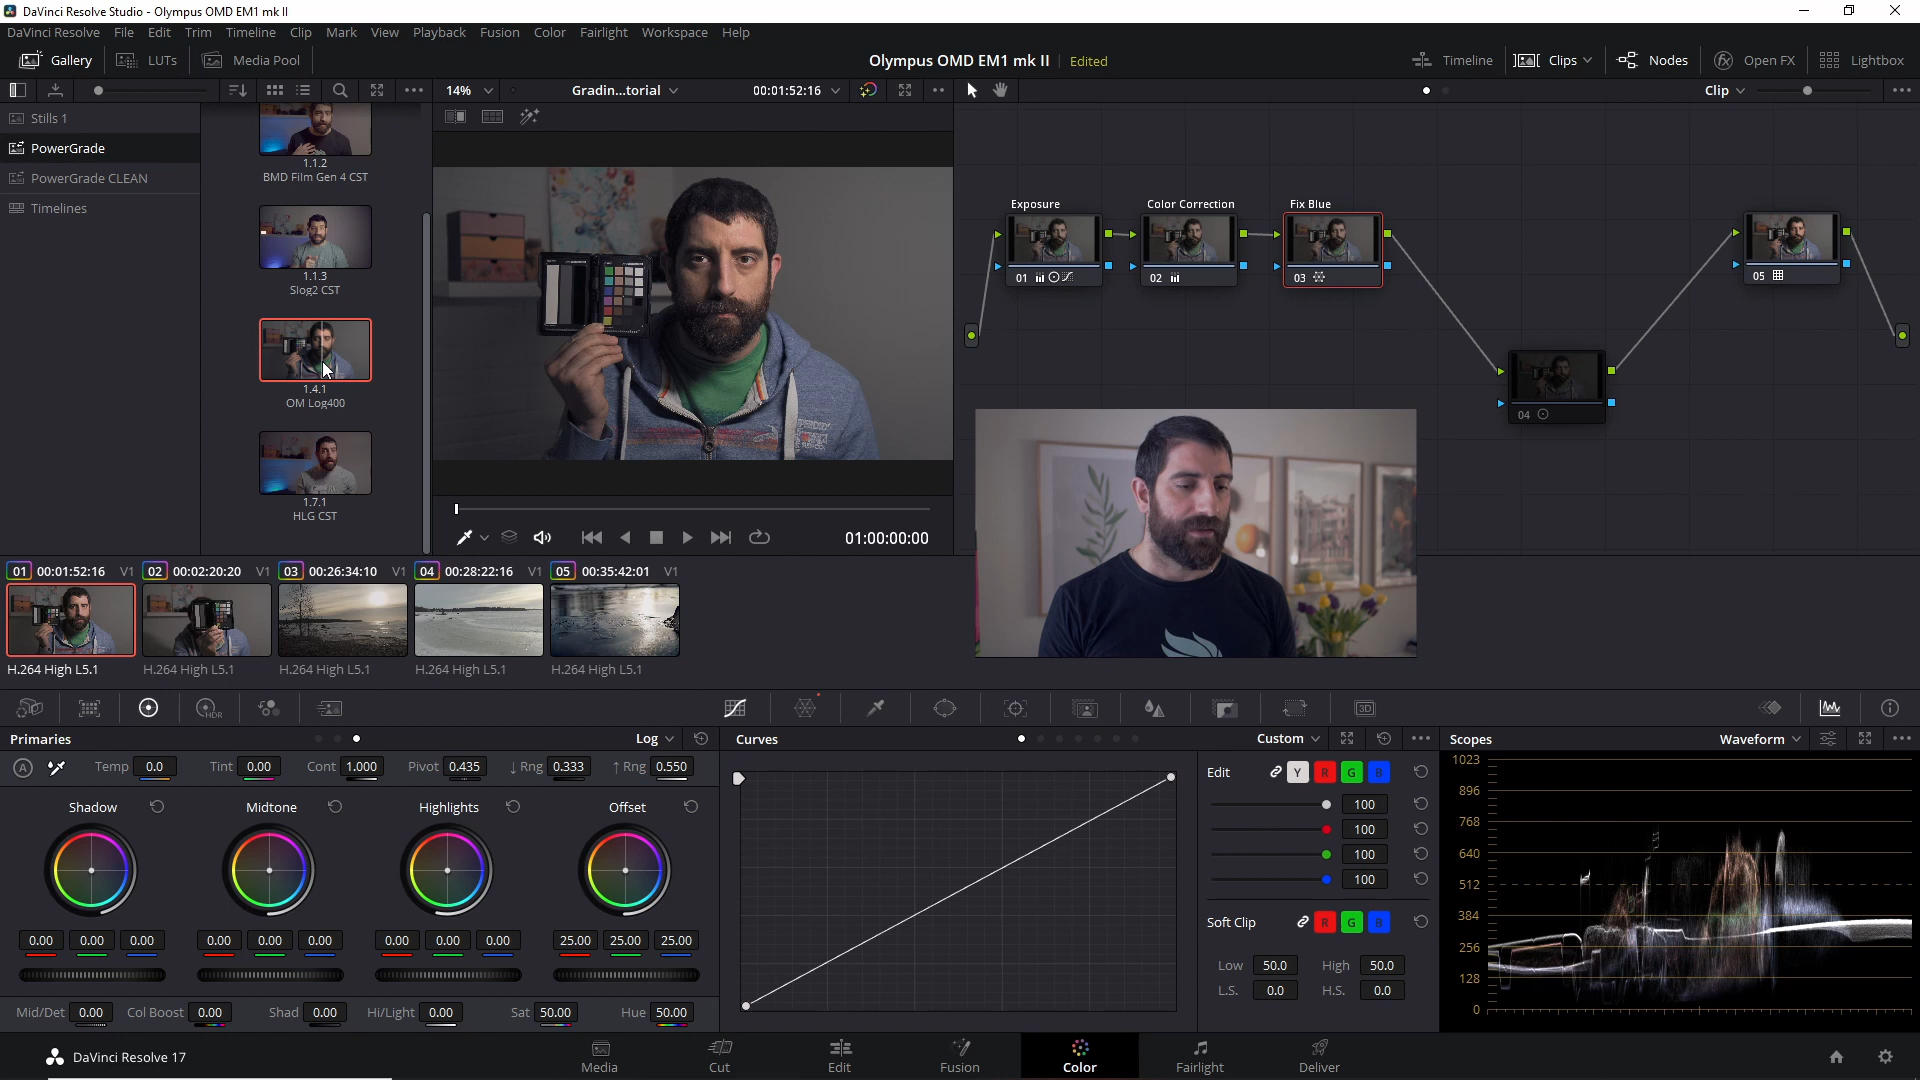 DaVinci Resolve Studio - Olympus OMD EM1 mk II
DaVinci Resolve File Edit Trim Timeline Clip Mark View Playback Fusion Color Fairlight Workspace Help
Gallery LUTs Media Pool Olympus OMD EM1 mk II Edited Timeline Clips Nodes Open FX Lightbox
14% Gradin...torial 00:01:52:16 Clip
Stills 1
PowerGrade
PowerGrade CLEAN
Timelines
1.1.2
BMD Film Gen 4 CST
1.1.3
Slog2 CST
1.4.1
OM Log400
1.7.1
HLG CST
Exposure Color Correction Fix Blue
01 02 03 05
04
01:00:00:00
01 00:01:52:16 V1 02 00:02:20:20 V1 03 00:26:34:10 V1 04 00:28:22:16 V1 05 00:35:42:01 V1
H.264 High L5.1 H.264 High L5.1 H.264 High L5.1 H.264 High L5.1 H.264 High L5.1
HDR 3D
Primaries Log Curves Custom Scopes Waveform
A Temp 0.0 Tint 0.00 Cont 1.000 Pivot 0.435 ↓ Rng 0.333 ↑ Rng 0.550
Shadow Midtone Highlights Offset
0.00 0.00 0.00 0.00 0.00 0.00 0.00 0.00 0.00 25.00 25.00 25.00
Mid/Det 0.00 Col Boost 0.00 Shad 0.00 Hi/Light 0.00 Sat 50.00 Hue 50.00
Edit Y R G B
100
100
100
100
Soft Clip R G B
Low 50.0 High 50.0
L.S. 0.0 H.S. 0.0
1023
896
768
640
512
384
256
128
0
DaVinci Resolve 17
Media Cut Edit Fusion Color Fairlight Deliver